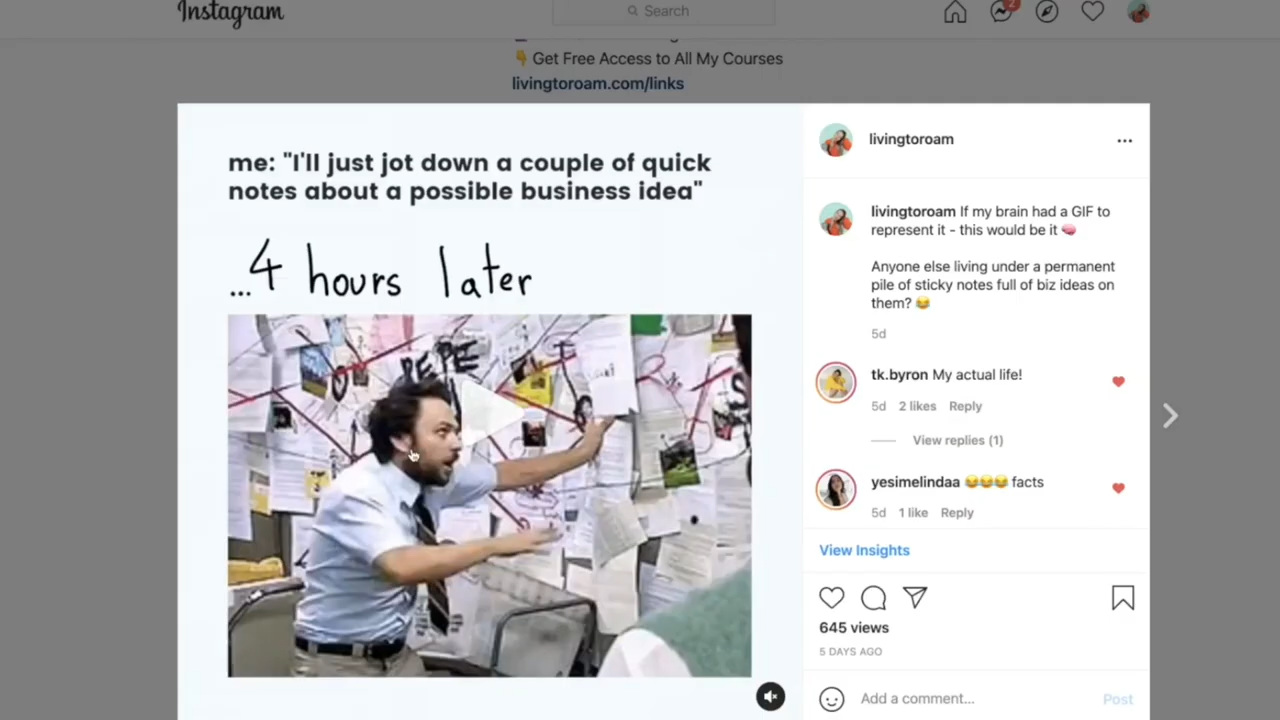 Instagram
Search
2
Get Free Access to All My Courses
livingtoroam.com/links
me: "I'll just jot down a couple of quick
notes about a possible business idea"
...4 hours later
PEPE
livingtoroam
livingtoroam If my brain had a GIF to
represent it - this would be it 🧠
Anyone else living under a permanent
pile of sticky notes full of biz ideas on
them? 😂
5d
tk.byron My actual life!
5d 2 likes Reply
View replies (1)
yesimelindaa 😂😂😂 facts
5d 1 like Reply
View Insights
645 views
5 DAYS AGO
Add a comment... Post